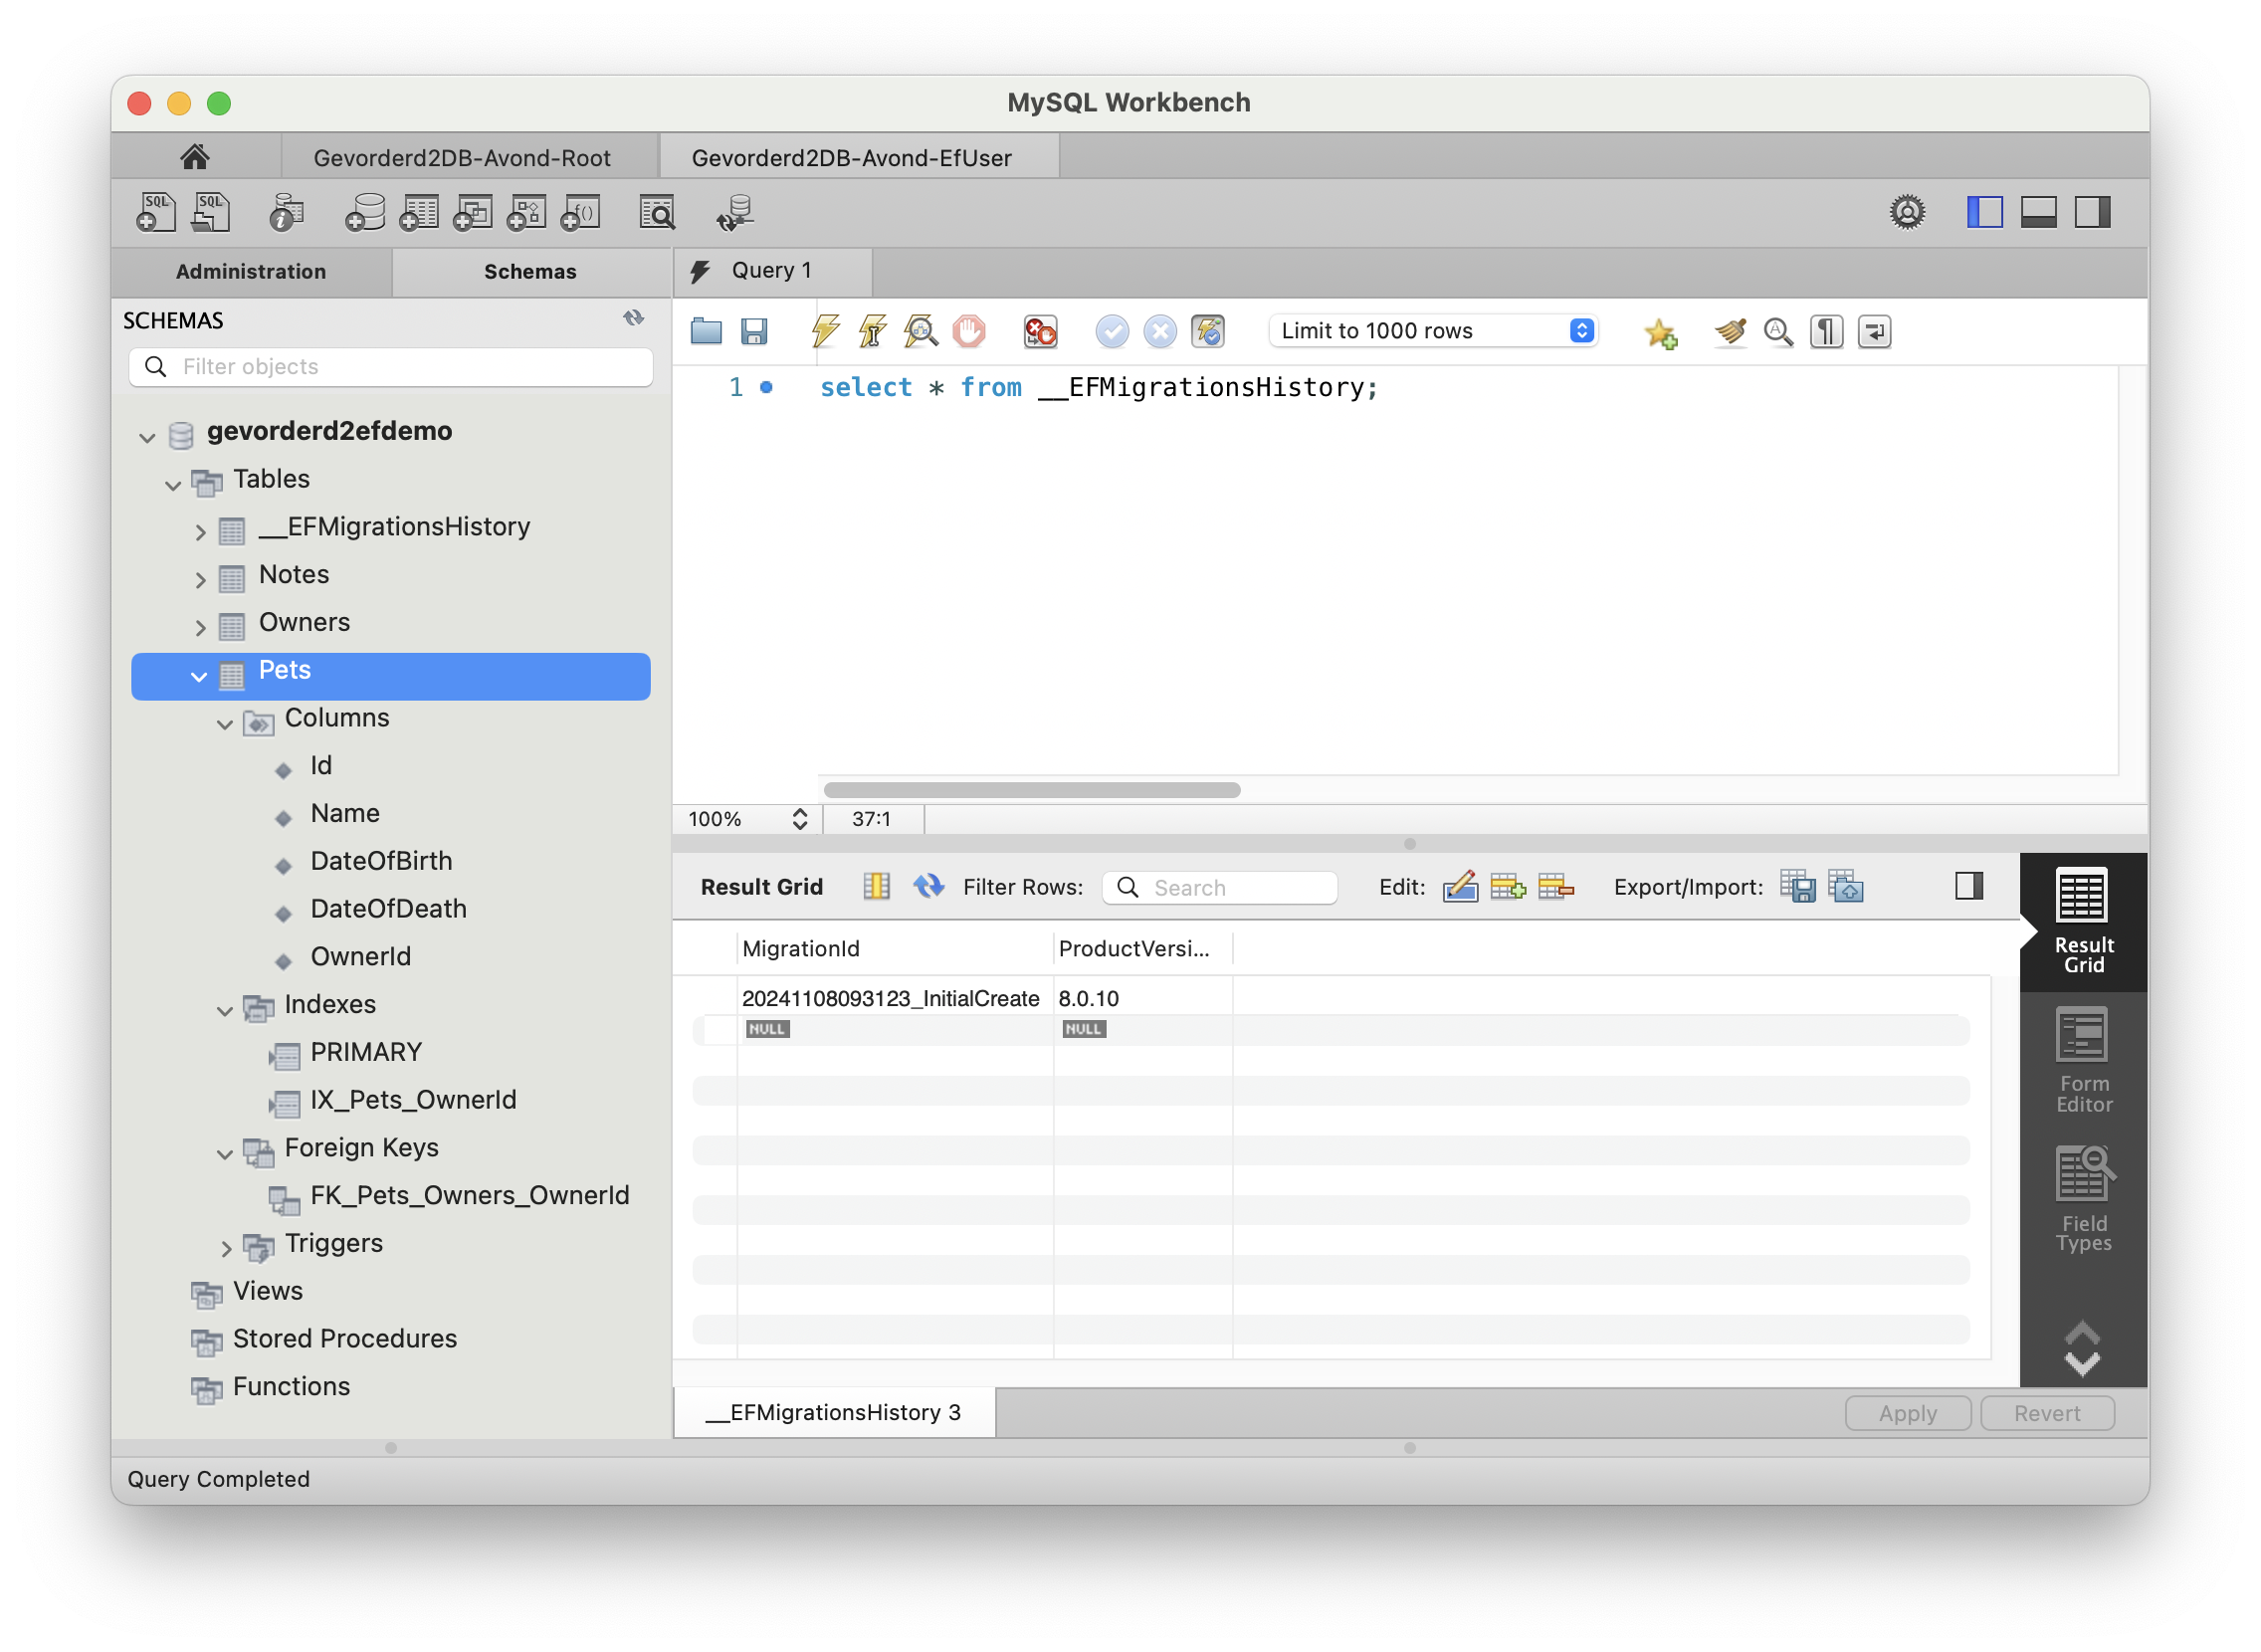 MySQL Workbench
Gevorderd2DB-Avond-Root
Gevorderd2DB-Avond-EfUser
SQL
SQL
f()
Administration
Schemas
Query 1
SCHEMAS
Filter objects
Limit to 1000 rows
1
select * from __EFMigrationsHistory;
gevorderd2efdemo
Tables
__EFMigrationsHistory
Notes
Owners
Pets
Columns
Id
Name
DateOfBirth
DateOfDeath
OwnerId
Indexes
PRIMARY
IX_Pets_OwnerId
Foreign Keys
FK_Pets_Owners_OwnerId
Triggers
Views
Stored Procedures
Functions
100%
37:1
Result Grid
Filter Rows:
Search
Edit:
Export/Import:
MigrationId
ProductVersi...
20241108093123_InitialCreate
8.0.10
NULL
NULL
Result
Grid
Form
Editor
Field
Types
__EFMigrationsHistory 3
Apply
Revert
Query Completed